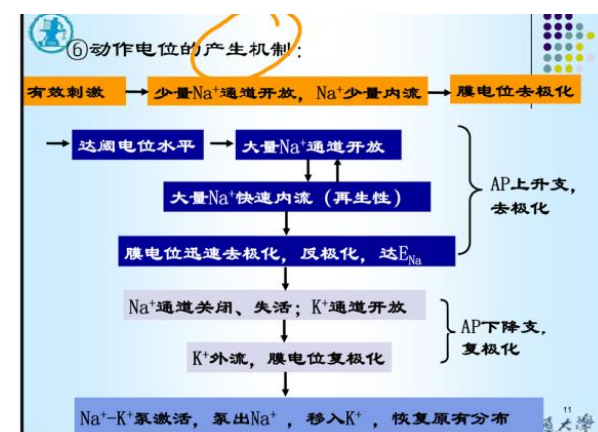 ⑥动作电位的产生机制:
有效刺激 → 少量Na⁺通道开放，Na⁺少量内流 → 膜电位去极化
→ 达阈电位水平 → 大量Na⁺通道开放
大量Na⁺快速内流（再生性）
AP上升支，
去极化
膜电位迅速去极化，反极化，达E_Na
Na⁺通道关闭、失活；K⁺通道开放
AP下降支，
复极化
K⁺外流，膜电位复极化
Na⁺-K⁺泵激活，泵出Na⁺，移入K⁺，恢复原有分布
11
大学